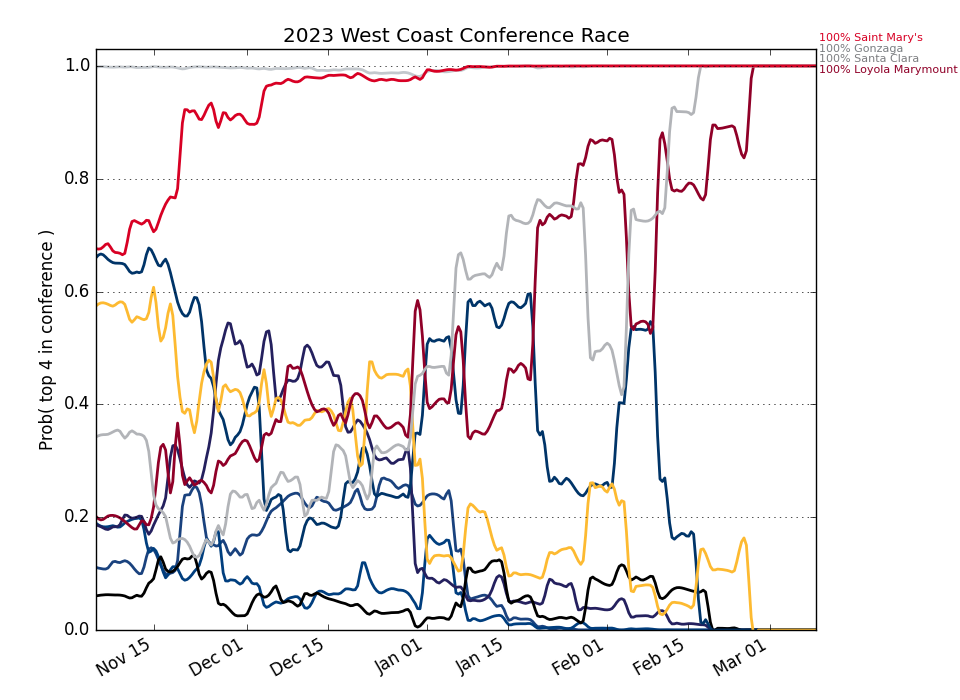 2023 West Coast Conference Race
100% Saint Mary's
100% Gonzaga
100% Santa Clara
100% Loyola Marymount
Prob( top 4 in conference )
1.0
0.8
0.6
0.4
0.2
0.0
Nov 15
Dec 01
Dec 15
Jan 01
Jan 15
Feb 01
Feb 15
Mar 01